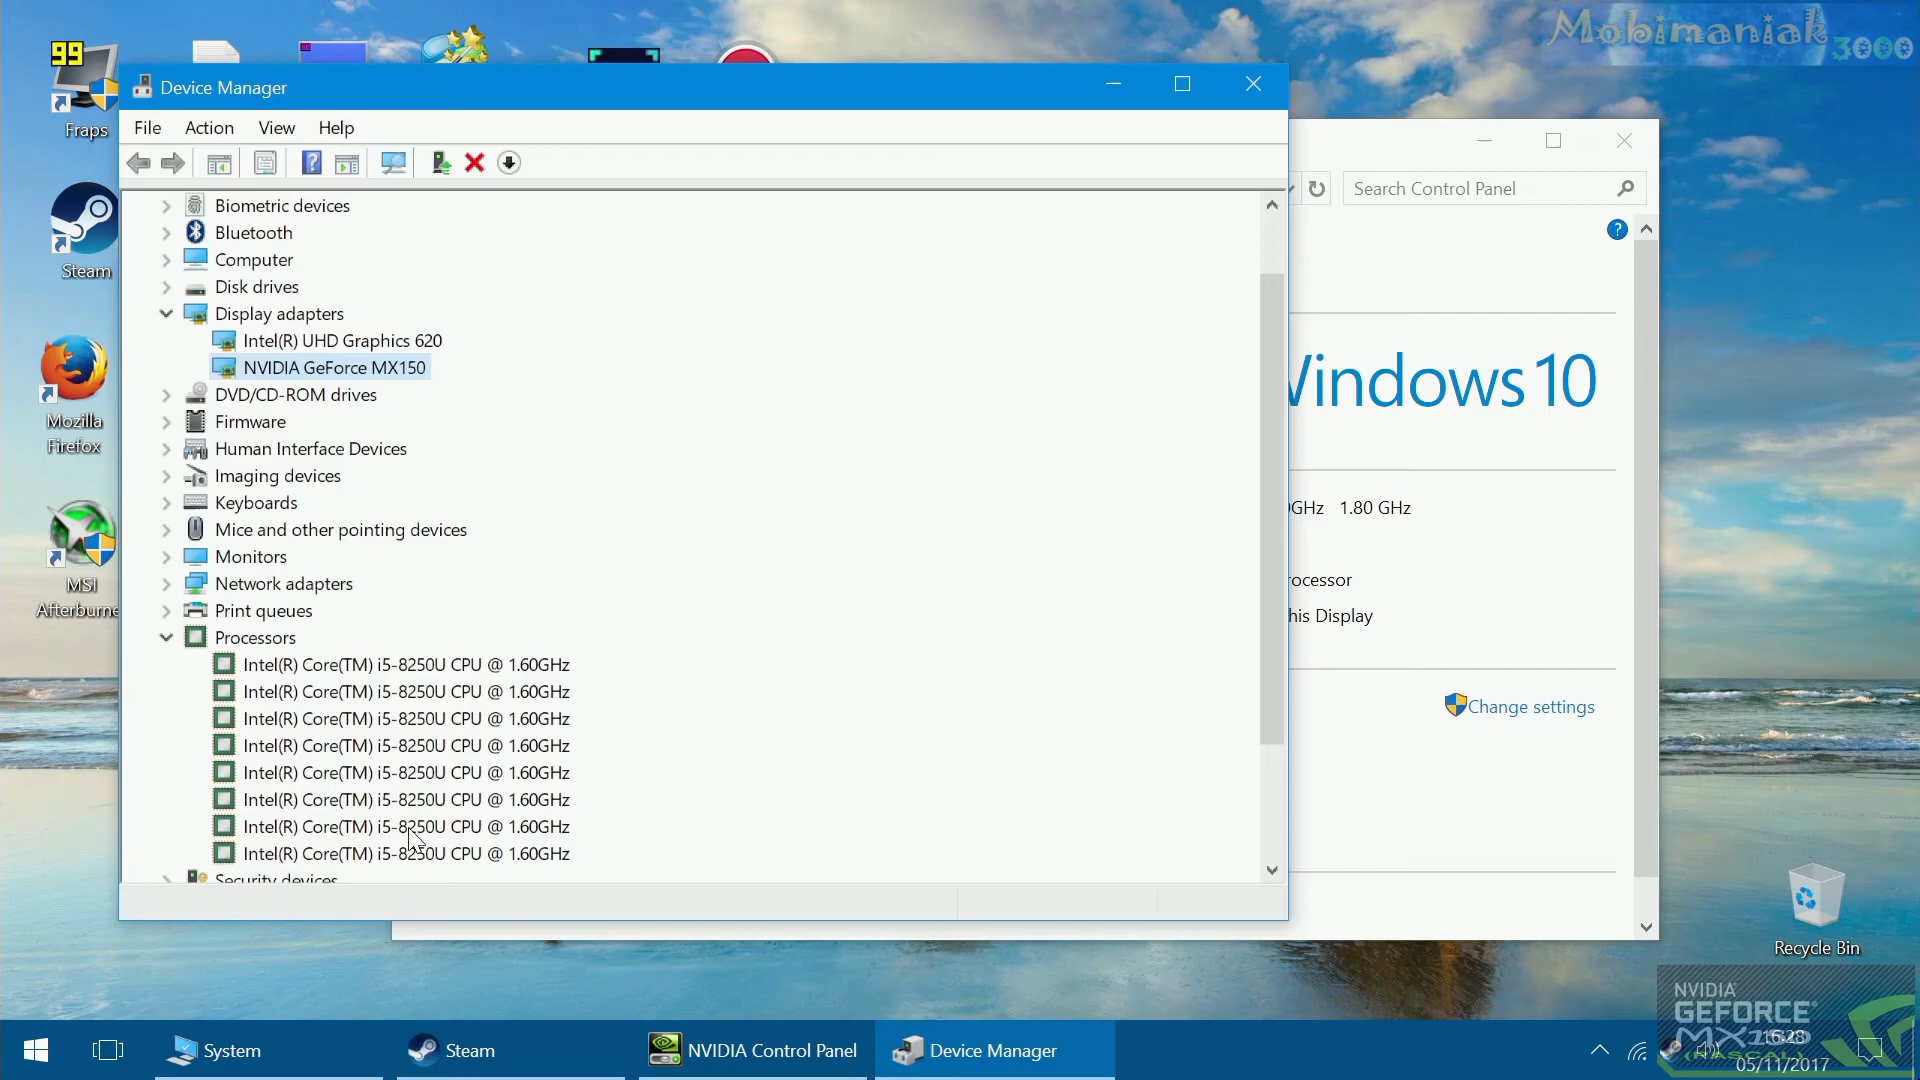 Mobimaniak
3000
99
Fraps
Steam
Mozilla
Firefox
MSI
Afterburne
Device Manager
File Action View Help
Biometric devices
Bluetooth
Computer
Disk drives
Display adapters
Intel(R) UHD Graphics 620
NVIDIA GeForce MX150
DVD/CD-ROM drives
Firmware
Human Interface Devices
Imaging devices
Keyboards
Mice and other pointing devices
Monitors
Network adapters
Print queues
Processors
Intel(R) Core(TM) i5-8250U CPU @ 1.60GHz
Intel(R) Core(TM) i5-8250U CPU @ 1.60GHz
Intel(R) Core(TM) i5-8250U CPU @ 1.60GHz
Intel(R) Core(TM) i5-8250U CPU @ 1.60GHz
Intel(R) Core(TM) i5-8250U CPU @ 1.60GHz
Intel(R) Core(TM) i5-8250U CPU @ 1.60GHz
Intel(R) Core(TM) i5-8250U CPU @ 1.60GHz
Intel(R) Core(TM) i5-8250U CPU @ 1.60GHz
Security devices
Search Control Panel
Windows 10
GHz 1.80 GHz
rocessor
his Display
Change settings
Recycle Bin
NVIDIA
GEFORCE
MX150
(PASCAL)
System
Steam
NVIDIA Control Panel
Device Manager
16:28
05/11/2017